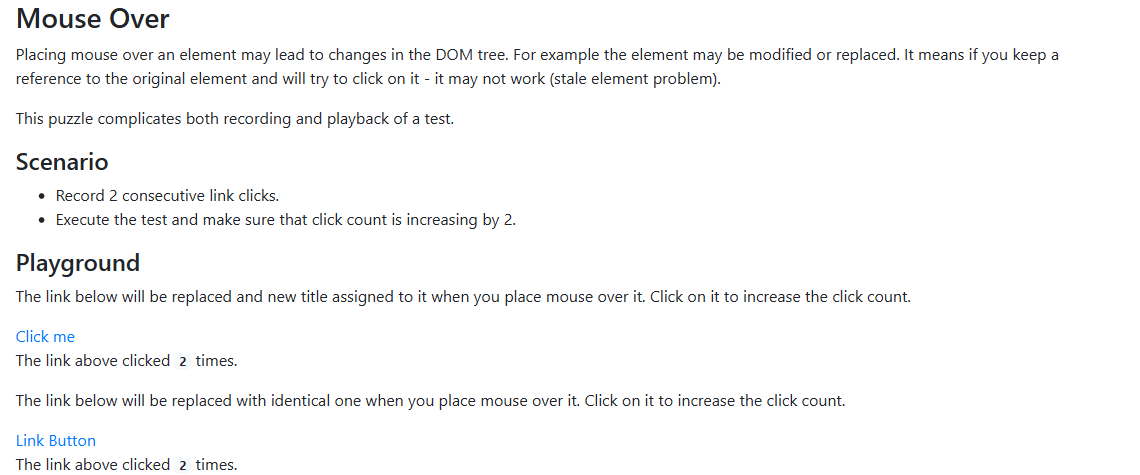 Mouse Over
Placing mouse over an element may lead to changes in the DOM tree. For example the element may be modified or replaced. It means if you keep a
reference to the original element and will try to click on it - it may not work (stale element problem).
This puzzle complicates both recording and playback of a test.
Scenario
• Record 2 consecutive link clicks.
• Execute the test and make sure that click count is increasing by 2.
Playground
The link below will be replaced and new title assigned to it when you place mouse over it. Click on it to increase the click count.
Click me
The link above clicked 2 times.
The link below will be replaced with identical one when you place mouse over it. Click on it to increase the click count.
Link Button
The link above clicked 2 times.